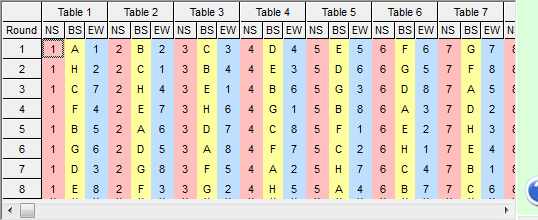 Table 1 Table 2 Table 3 Table 4 Table 5 Table 6 Table 7
Round NS BS EW NS BS EW NS BS EW NS BS EW NS BS EW NS BS EW NS BS EW NS
1 1 A 1 2 B 2 3 C 3 4 D 4 5 E 5 6 F 6 7 G 7 8
2 1 H 2 2 C 1 3 B 4 4 E 3 5 D 6 6 G 5 7 F 8 8
3 1 C 7 2 H 4 3 E 1 4 B 6 5 G 3 6 D 8 7 A 5 8
4 1 F 4 2 E 7 3 H 6 4 G 1 5 B 8 6 A 3 7 D 2 8
5 1 B 5 2 A 6 3 D 7 4 C 8 5 F 1 6 E 2 7 H 3 8
6 1 G 6 2 D 5 3 A 8 4 F 7 5 C 2 6 H 1 7 E 4 8
7 1 D 3 2 G 8 3 F 5 4 A 2 5 H 7 6 C 4 7 B 1 8
8 1 E 8 2 F 3 3 G 2 4 H 5 5 A 4 6 B 7 7 C 6 8